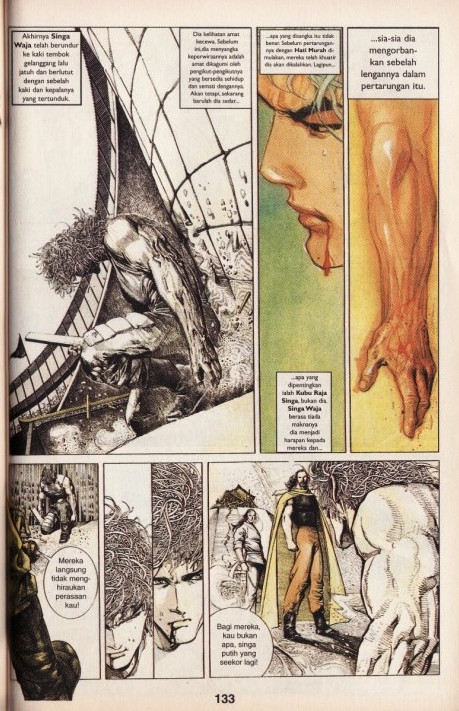 Akhirnya Singa
Waja telah berundur
ke kaki tembok
gelanggang lalu
jatuh dan berlutut
dengan sebelah
kaki dan kepalanya
yang tertunduk.
Dia kelihatan amat
kecewa. Sebelum
ini,dia menyangka
keperwiraannya adalah
amat dikagumi oleh
pengikut-pengikutnya
yang bersedia sehidup
dan semati dengannya.
Akan tetapi, sekarang
barulah dia sedar...
...apa yang disangka itu tidak
benar. Sebelum pertarungan-
nya dengan Hati Murah di-
mulakan, mereka telah khuatir
dia akan dikalahkan. Lagipun...
...sia-sia dia
mengorban-
kan sebelah
lengannya dalam
pertarungan itu.
...apa yang
dipentingkan
ialah Kubu Raja
Singa, bukan dia.
Singa Waja
berasa tiada
maknanya
dia menjadi
harapan kepada
mereka dan...
Mereka
langsung
tidak meng-
hiraukan
perasaan
kau!
Bagi mereka,
kau bukan
apa, singa
putih yang
seekor lagi!
133